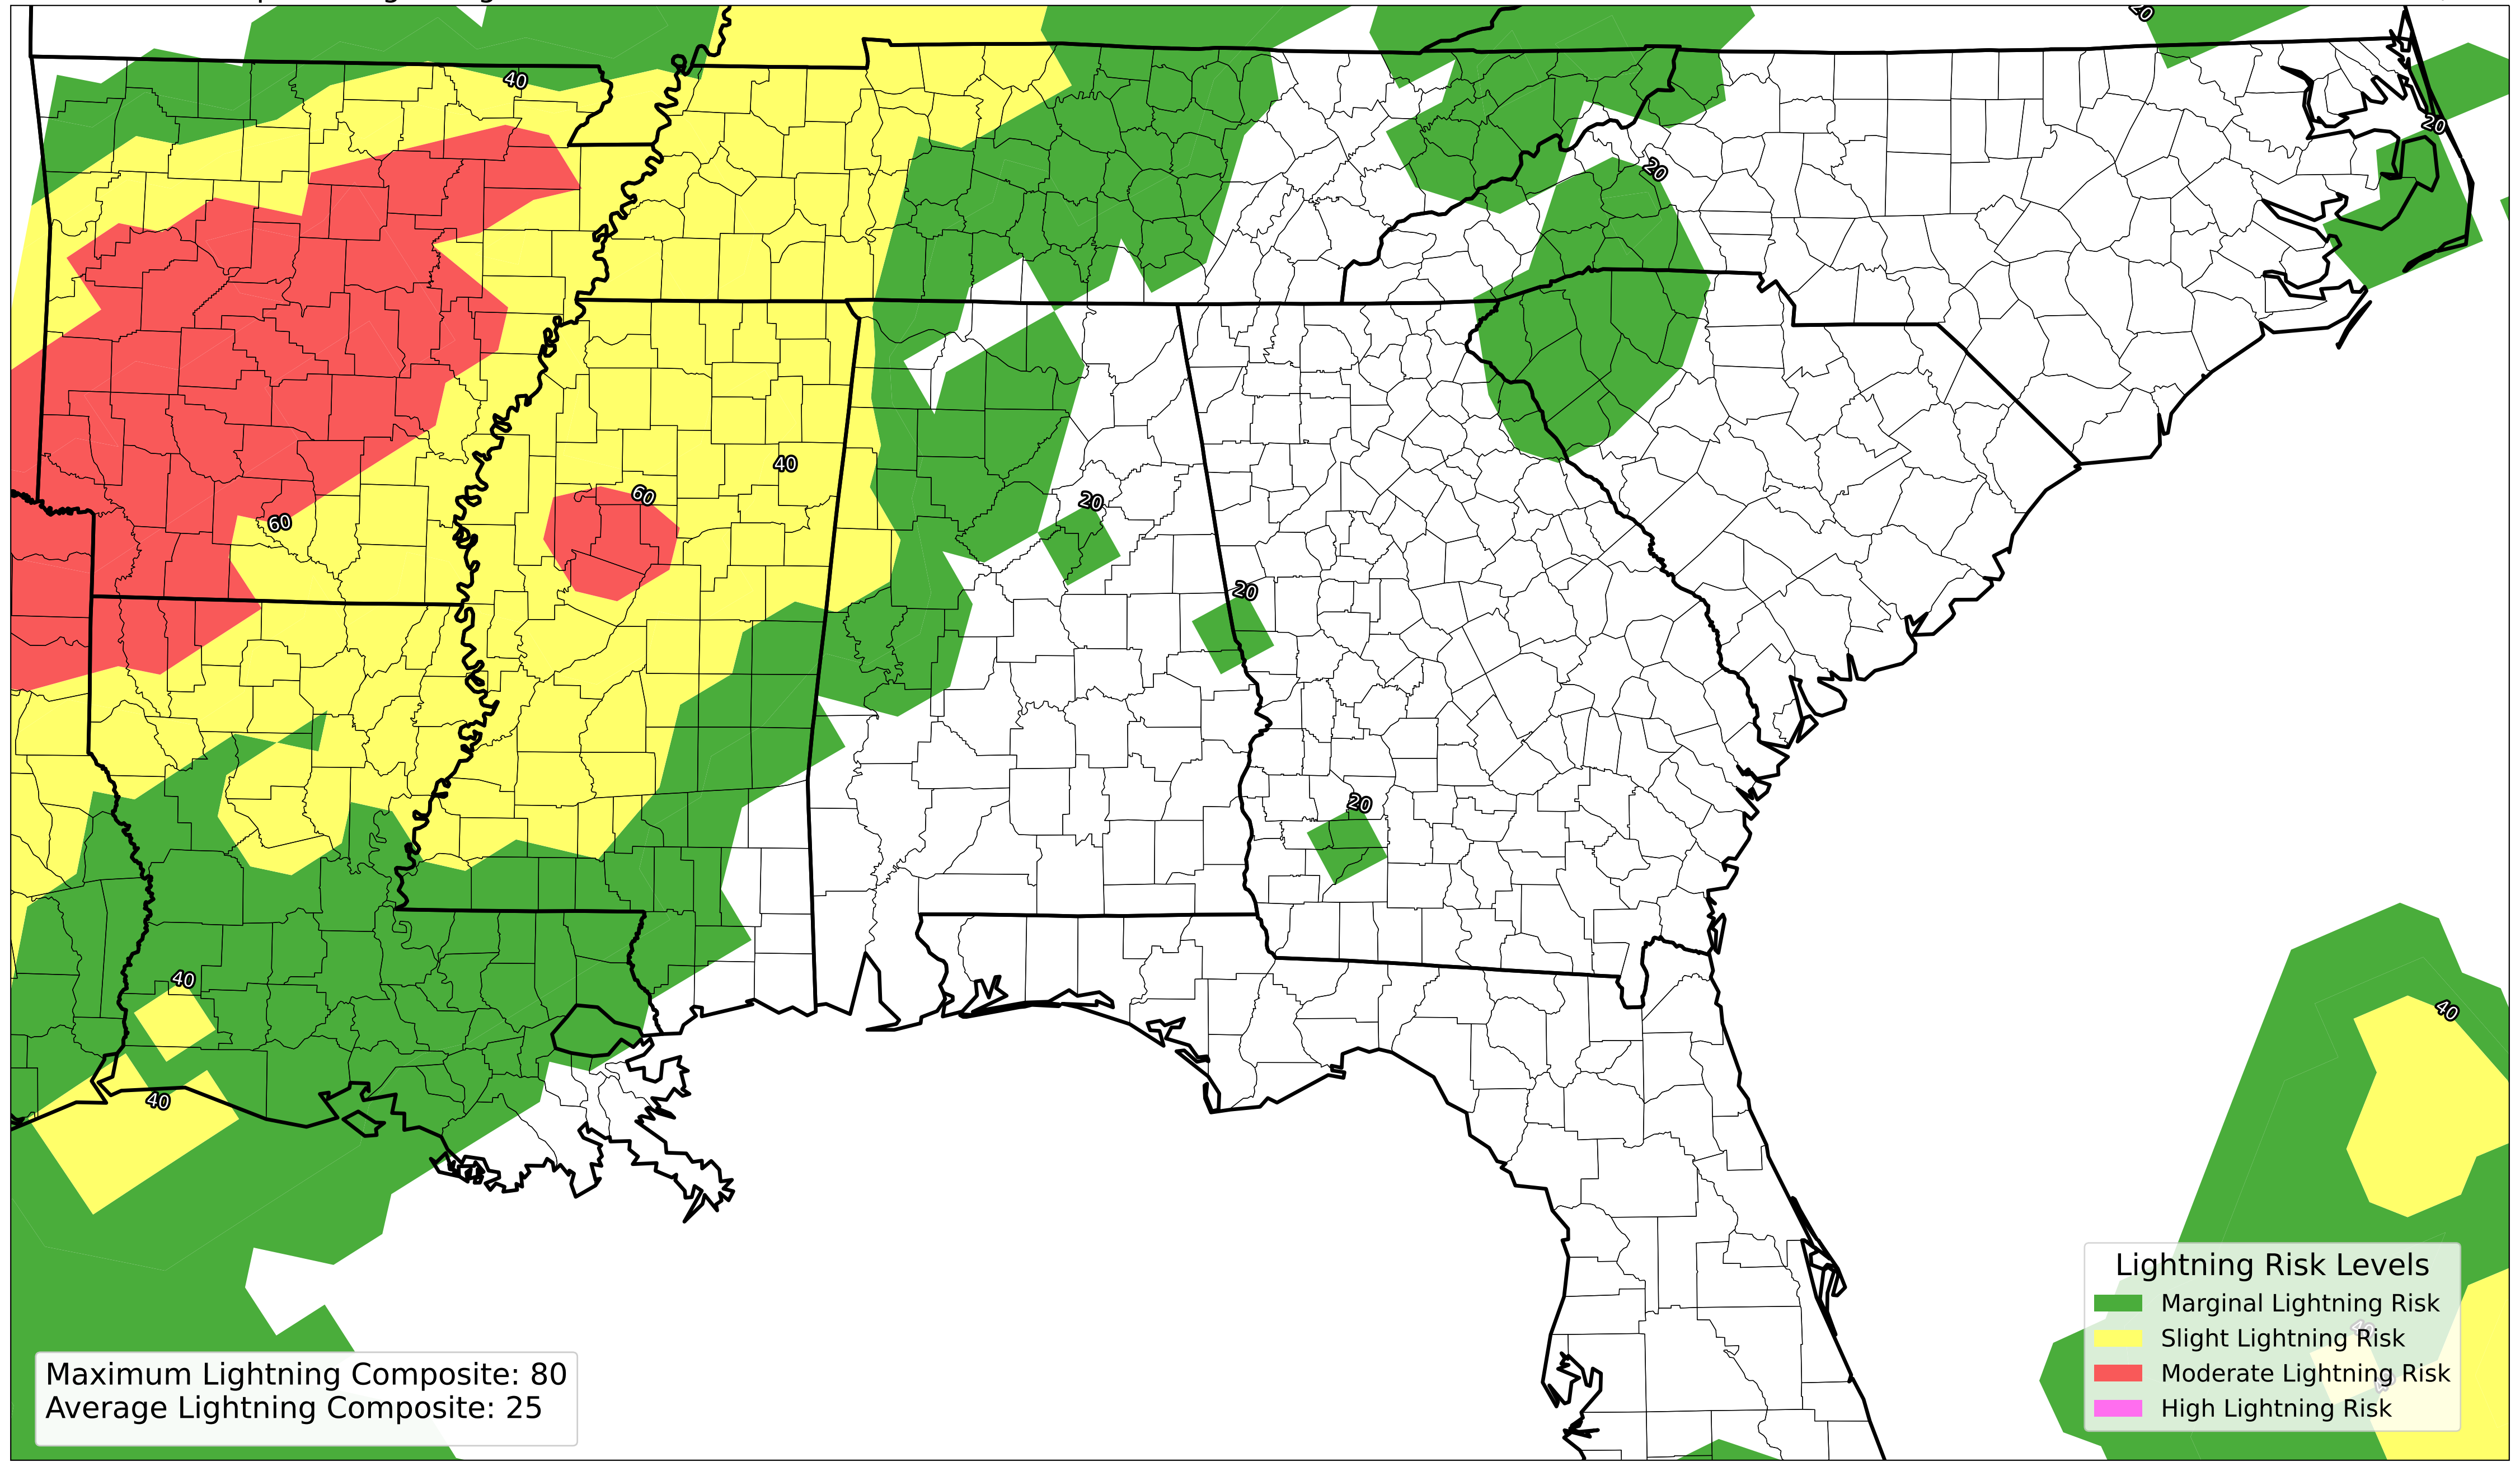 20
40
20
20
40
60
60
20
20
20
40
40
40
Lightning Risk Levels
Marginal Lightning Risk
Slight Lightning Risk
Moderate Lightning Risk
High Lightning Risk
Maximum Lightning Composite: 80
Average Lightning Composite: 25